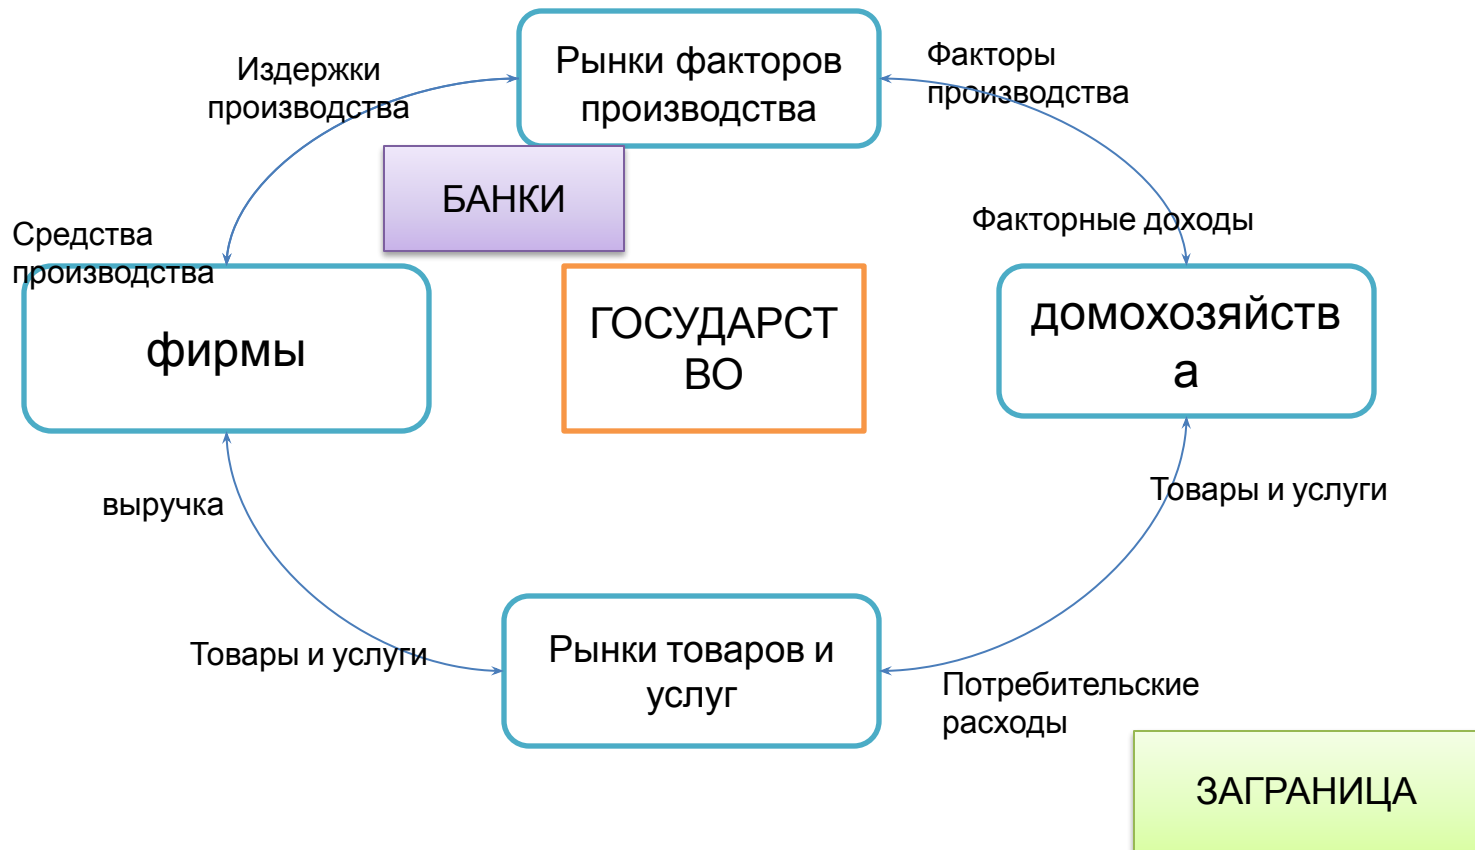 Рынки факторов
производства
Издержки
производства
Факторы
производства
БАНКИ
Средства
производства
Факторные доходы
фирмы
ГОСУДАРСТ
ВО
домохозяйств
а
выручка
Товары и услуги
Товары и услуги
Рынки товаров и
услуг
Потребительские
расходы
ЗАГРАНИЦА